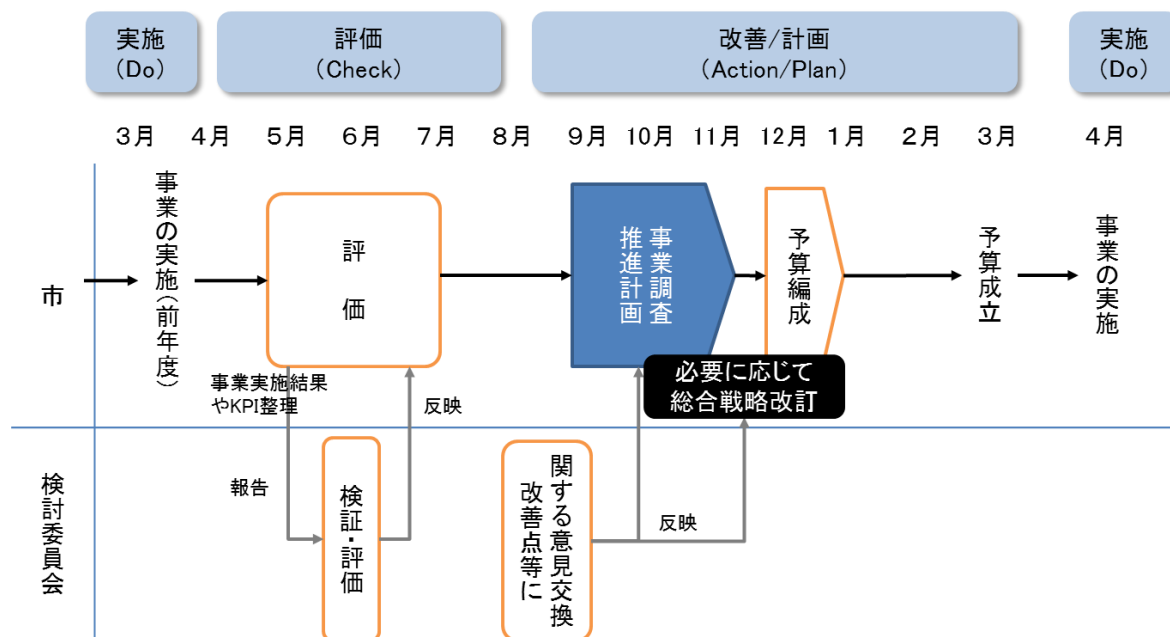 実施
(Do)
評価
(Check)
改善/計画
(Action/Plan)
実施
(Do)
3月
4月
5月
6月
7月
8月
9月
10月
11月
12月
1月
2月
3月
4月
市
事業の実施(前年度)
評価
事業調査
推進計画
予算編成
予算成立
事業の実施
必要に応じて
総合戦略改訂
事業実施結果
やKPI整理
反映
検討委員会
報告
検証・評価
関する意見交換
改善点等に
反映